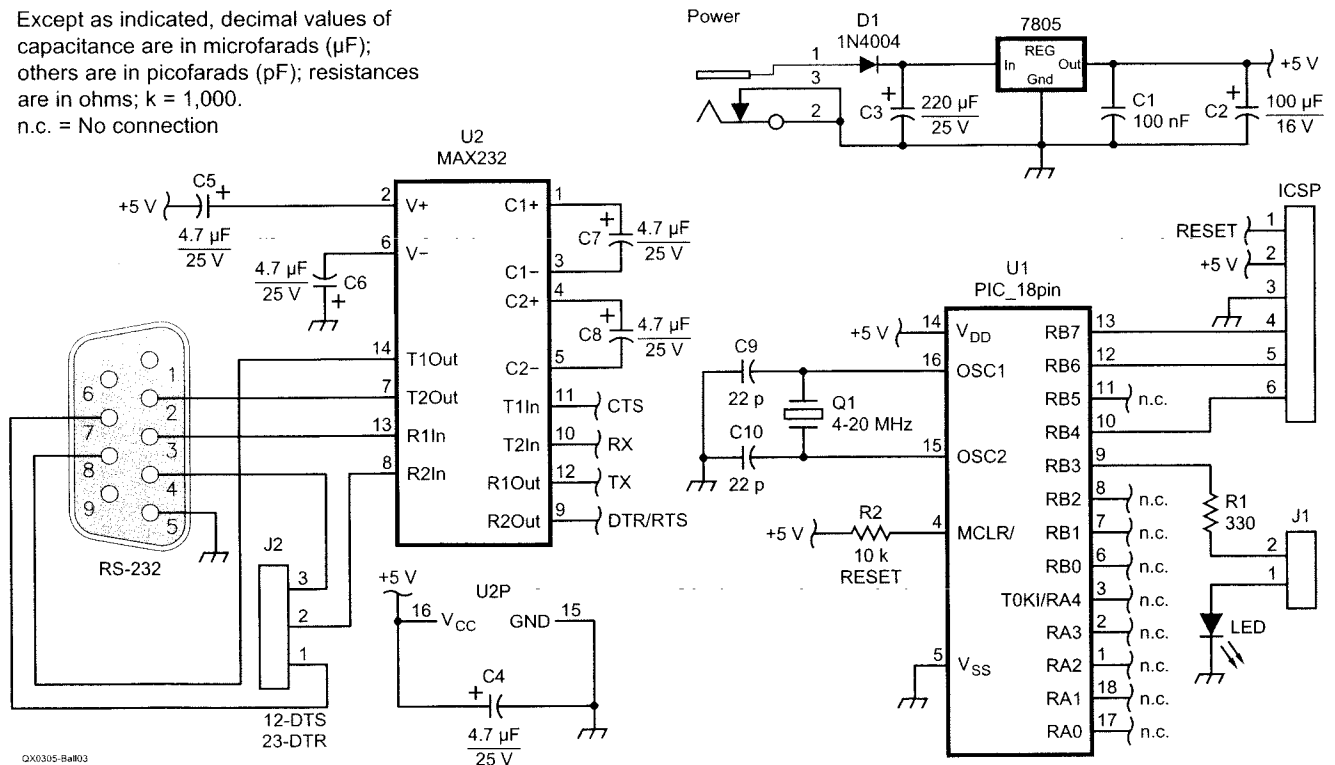 Except as indicated, decimal values of
capacitance are in microfarads (µF);
others are in picofarads (pF); resistances
are in ohms; k = 1,000.
n.c. = No connection
Power
D1
1N4004
1
3
2
7805
REG
In
Out
Gnd
+5 V
C3
+
220 µF
25 V
C1
100 nF
C2
+
100 µF
16 V
U2
MAX232
+5 V
C5
+
4.7 µF
25 V
2
V+
6
V−
4.7 µF
25 V
C6
+
C1+
1
+
C7
4.7 µF
25 V
C1−
3
C2+
4
+
C8
4.7 µF
25 V
C2−
5
14
T1Out
7
T2Out
13
R1In
8
R2In
T1In
11
CTS
T2In
10
RX
R1Out
12
TX
R2Out
9
DTR/RTS
1
6
2
7
3
8
4
9
5
RS-232
J2
3
2
1
12-DTS
23-DTR
+5 V
U2P
16
VCC
GND
15
+
C4
4.7 µF
25 V
ICSP
RESET
1
+5 V
2
3
4
5
6
U1
PIC_18pin
+5 V
14
VDD
RB7
13
16
OSC1
RB6
12
RB5
11
n.c.
RB4
10
15
OSC2
RB3
9
C9
22 p
Q1
4-20 MHz
C10
22 p
RB2
8
n.c.
R2
+5 V
10 k
RESET
4
MCLR/
RB1
7
n.c.
RB0
6
n.c.
T0KI/RA4
3
n.c.
RA3
2
n.c.
5
VSS
RA2
1
n.c.
RA1
18
n.c.
RA0
17
n.c.
R1
330
J1
2
1
LED
QX0305-Ball03